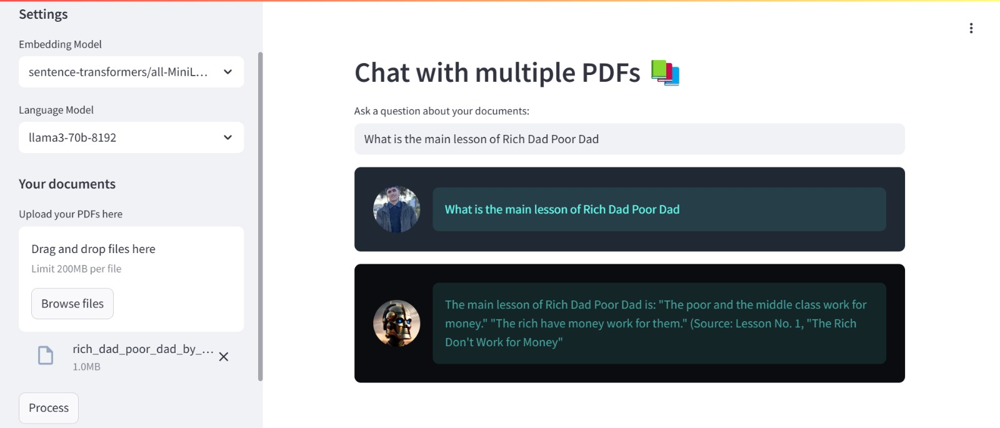 Settings
Embedding Model
sentence-transformers/all-MiniL...
Language Model
llama3-70b-8192
Your documents
Upload your PDFs here
Drag and drop files here
Limit 200MB per file
Browse files
rich_dad_poor_dad_by_...
1.0MB
Process
Chat with multiple PDFs
Ask a question about your documents:
What is the main lesson of Rich Dad Poor Dad
What is the main lesson of Rich Dad Poor Dad
The main lesson of Rich Dad Poor Dad is: "The poor and the middle class work for
money." "The rich have money work for them." (Source: Lesson No. 1, "The Rich
Don't Work for Money"